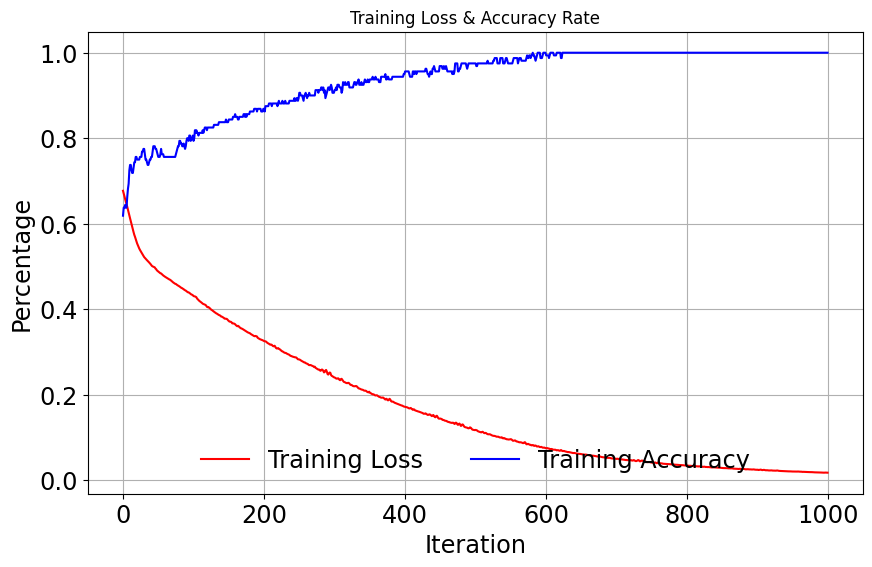 Training Loss & Accuracy Rate
1.0
0.8
0.6
0.4
0.2
0.0
Percentage
Training Loss
Training Accuracy
0 200 400 600 800 1000
Iteration